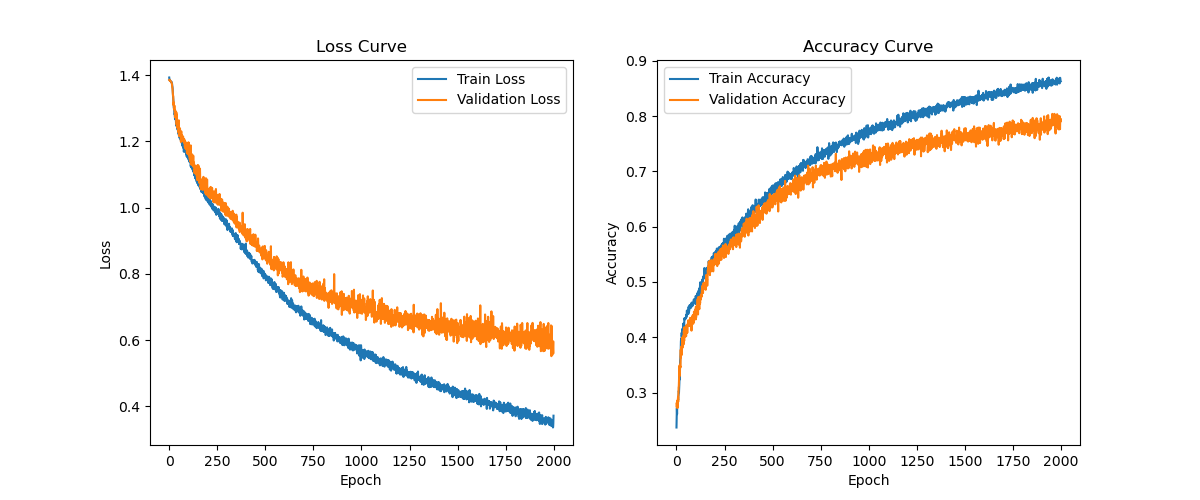 Loss Curve
Loss
1.4
1.2
1.0
0.8
0.6
0.4
Train Loss
Validation Loss
0 250 500 750 1000 1250 1500 1750 2000
Epoch
Accuracy Curve
Accuracy
0.9
0.8
0.7
0.6
0.5
0.4
0.3
Train Accuracy
Validation Accuracy
0 250 500 750 1000 1250 1500 1750 2000
Epoch